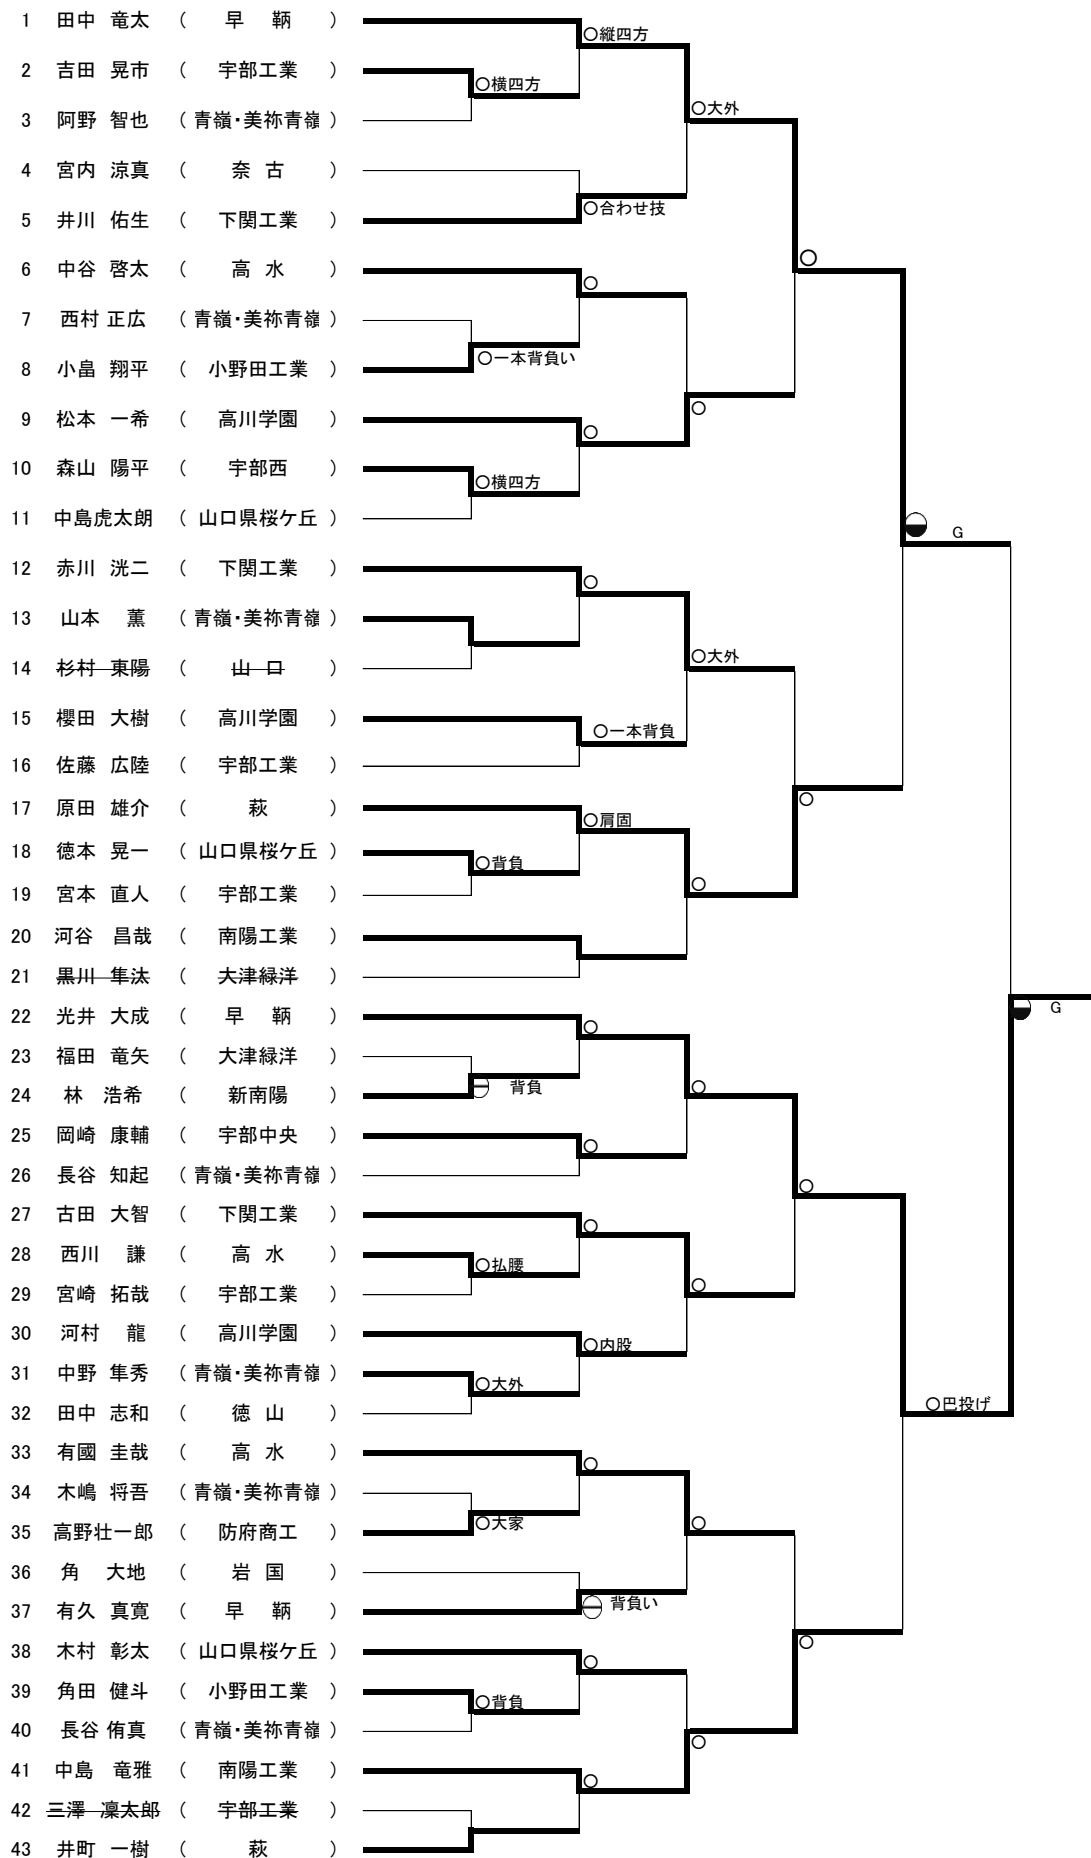 1 田中 竜太 （ 早 鞆 ）
○縦四方
2 吉田 晃市 （ 宇部工業 ）
○横四方
3 阿野 智也 （ 青嶺・美祢青嶺 ）
○大外
4 宮内 涼真 （ 奈 古 ）
5 井川 佑生 （ 下関工業 ）
○合わせ技
6 中谷 啓太 （ 高 水 ）
○
○
7 西村 正広 （ 青嶺・美祢青嶺 ）
8 小畠 翔平 （ 小野田工業 ）
○一本背負い
9 松本 一希 （ 高川学園 ）
○
○
10 森山 陽平 （ 宇部西 ）
○横四方
11 中島虎太朗 （ 山口県桜ケ丘 ）
G
12 赤川 洸二 （ 下関工業 ）
○
13 山本 薫 （ 青嶺・美祢青嶺 ）
14 杉村 東陽 （ 山 口 ）
○大外
15 櫻田 大樹 （ 高川学園 ）
○一本背負
16 佐藤 広陸 （ 宇部工業 ）
17 原田 雄介 （ 萩 ）
○
○肩固
18 徳本 晃一 （ 山口県桜ケ丘 ）
○背負
19 宮本 直人 （ 宇部工業 ）
○
20 河谷 昌哉 （ 南陽工業 ）
21 黒川 隼汰 （ 大津緑洋 ）
22 光井 大成 （ 早 鞆 ）
○
G
23 福田 竜矢 （ 大津緑洋 ）
24 林 浩希 （ 新南陽 ）
背負
○
25 岡崎 康輔 （ 宇部中央 ）
○
26 長谷 知起 （ 青嶺・美祢青嶺 ）
○
27 古田 大智 （ 下関工業 ）
○
28 西川 謙 （ 高 水 ）
○払腰
29 宮崎 拓哉 （ 宇部工業 ）
○
30 河村 龍 （ 高川学園 ）
○内股
31 中野 隼秀 （ 青嶺・美祢青嶺 ）
○大外
32 田中 志和 （ 徳 山 ）
○巴投げ
33 有國 圭哉 （ 高 水 ）
○
34 木嶋 将吾 （ 青嶺・美祢青嶺 ）
35 高野壮一郎 （ 防府商工 ）
○大家
○
36 角 大地 （ 岩 国 ）
37 有久 真寛 （ 早 鞆 ）
背負い
38 木村 彰太 （ 山口県桜ケ丘 ）
○
○
39 角田 健斗 （ 小野田工業 ）
○背負
40 長谷 侑真 （ 青嶺・美祢青嶺 ）
○
41 中島 竜雅 （ 南陽工業 ）
○
42 三澤 凜太郎 （ 宇部工業 ）
43 井町 一樹 （ 萩 ）